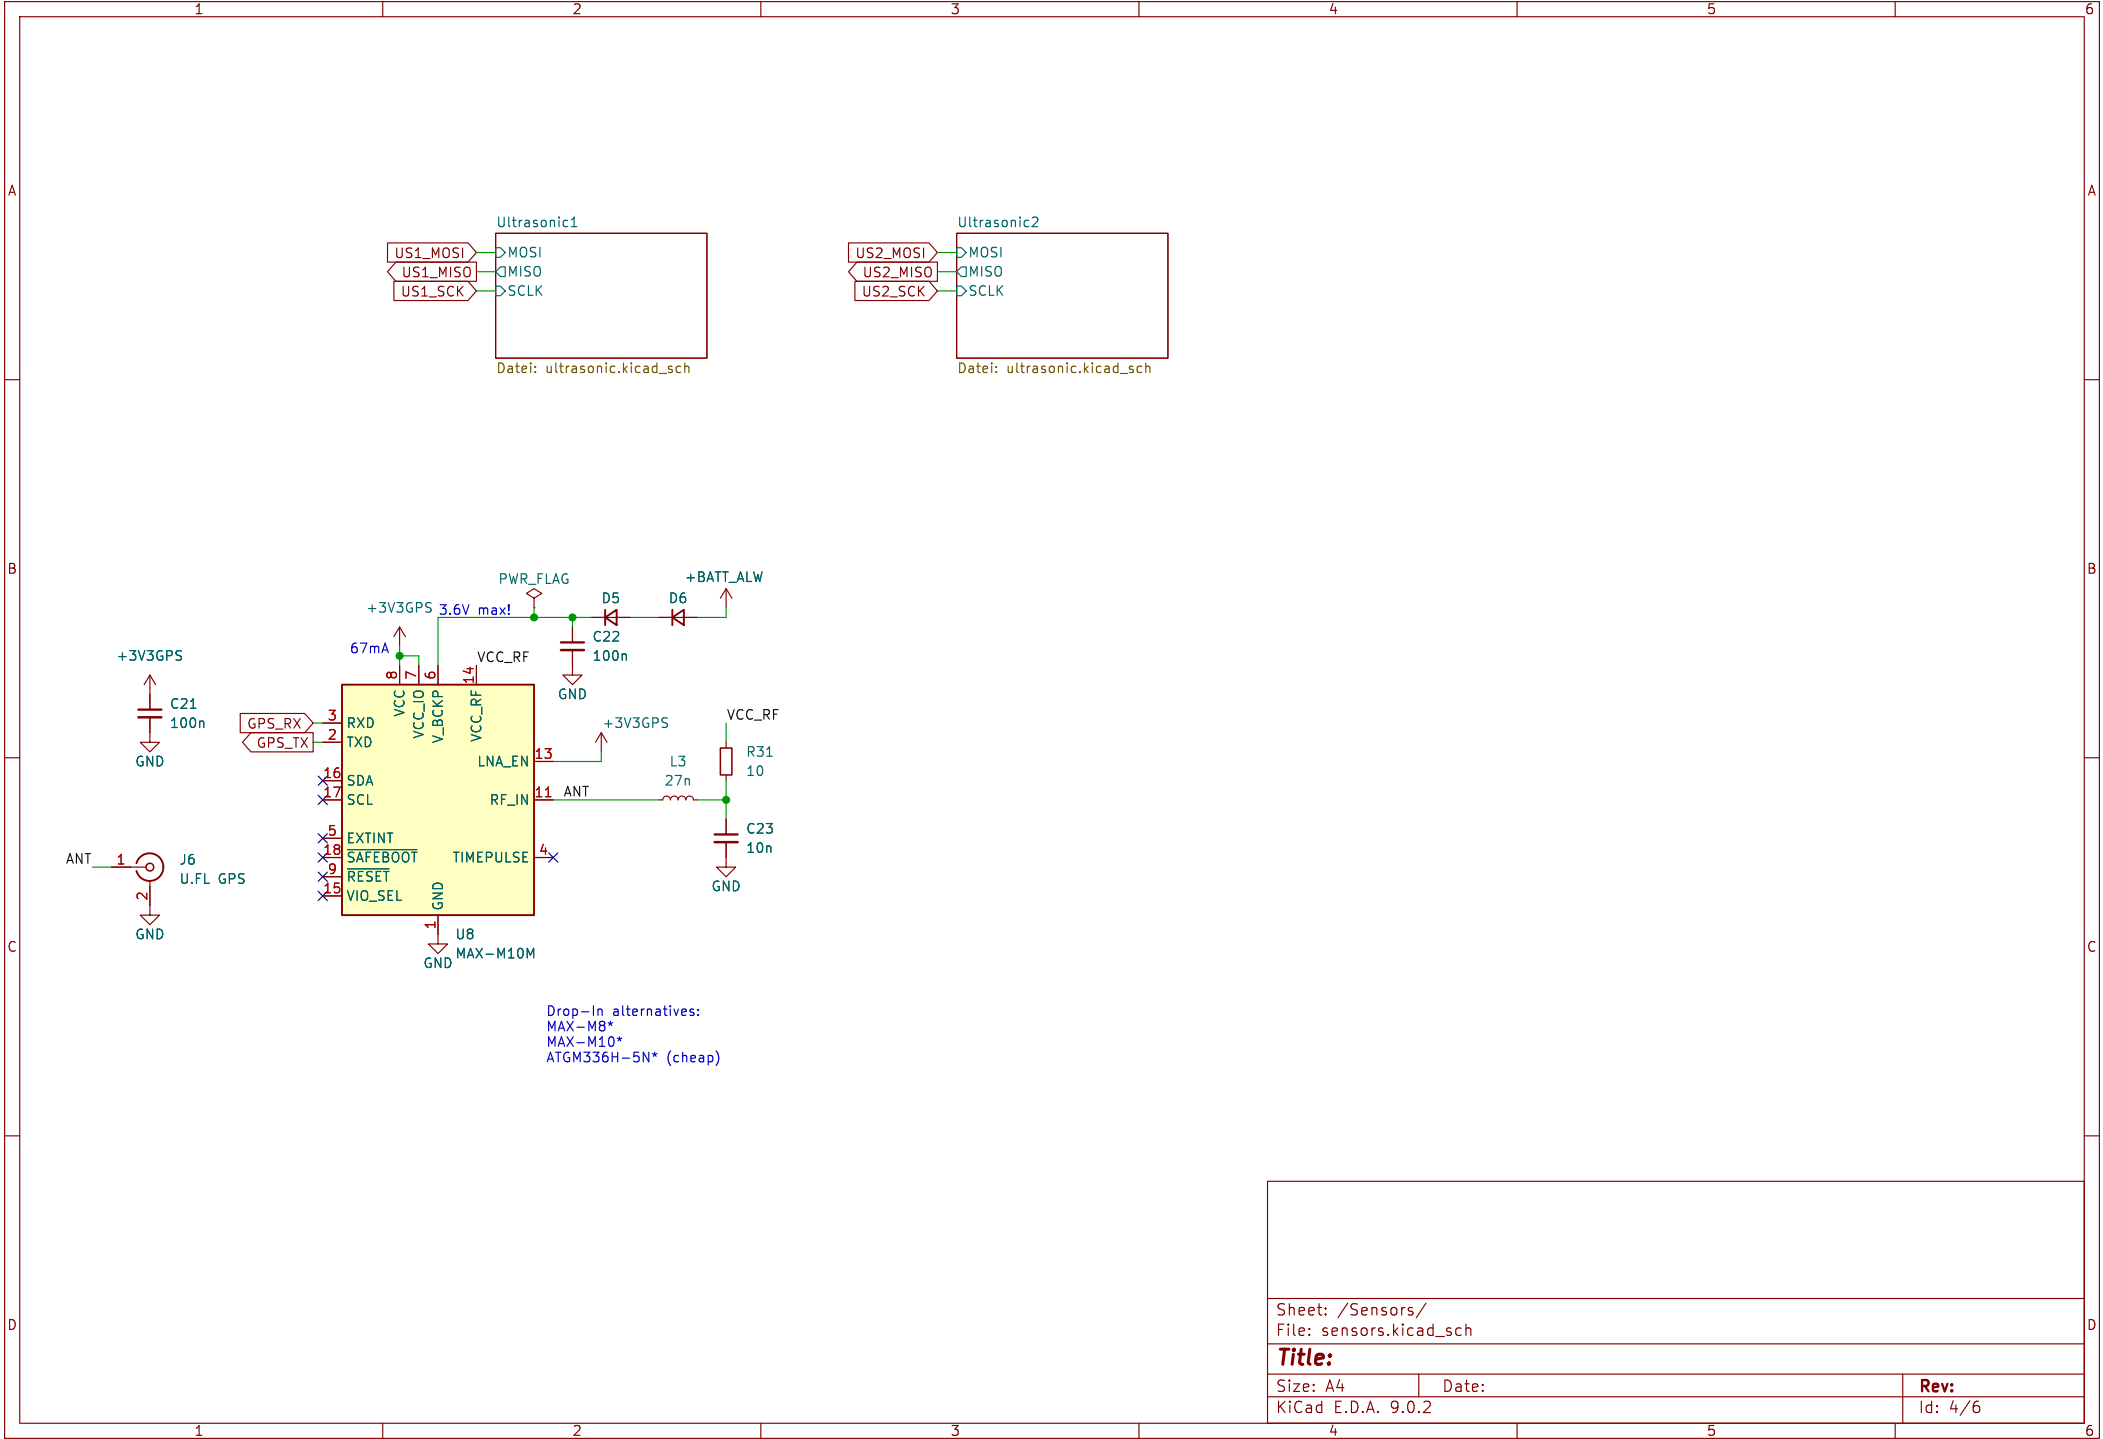 1 2 3 4 5 6
A A
Ultrasonic1
US1_MOSI MOSI
US1_MISO MISO
US1_SCK SCLK
Datei: ultrasonic.kicad_sch
Ultrasonic2
US2_MOSI MOSI
US2_MISO MISO
US2_SCK SCLK
Datei: ultrasonic.kicad_sch
B B
PWR_FLAG
+BATT_ALW
+3V3GPS
3.6V max!
D5
D6
67mA
C22
100n
GND
VCC_RF
+3V3GPS
C21
100n
GND
8 7 6 14
VCC
VCC_IO
V_BCKP
VCC_RF
GPS_RX 3 RXD
GPS_TX 2 TXD
16 SDA
17 SCL
5 EXTINT
18 SAFEBOOT
9 RESET
15 VIO_SEL
LNA_EN 13
+3V3GPS
RF_IN 11
ANT
TIMEPULSE 4
GND
1
GND
U8
MAX-M10M
L3
27n
VCC_RF
R31
10
C23
10n
GND
ANT
1
J6
U.FL GPS
2
GND
C C
Drop-In alternatives:
MAX-M8*
MAX-M10*
ATGM336H-5N* (cheap)
D D
Sheet: /Sensors/
File: sensors.kicad_sch
Title:
Size: A4 Date: Rev:
KiCad E.D.A. 9.0.2 Id: 4/6
1 2 3 4 5 6